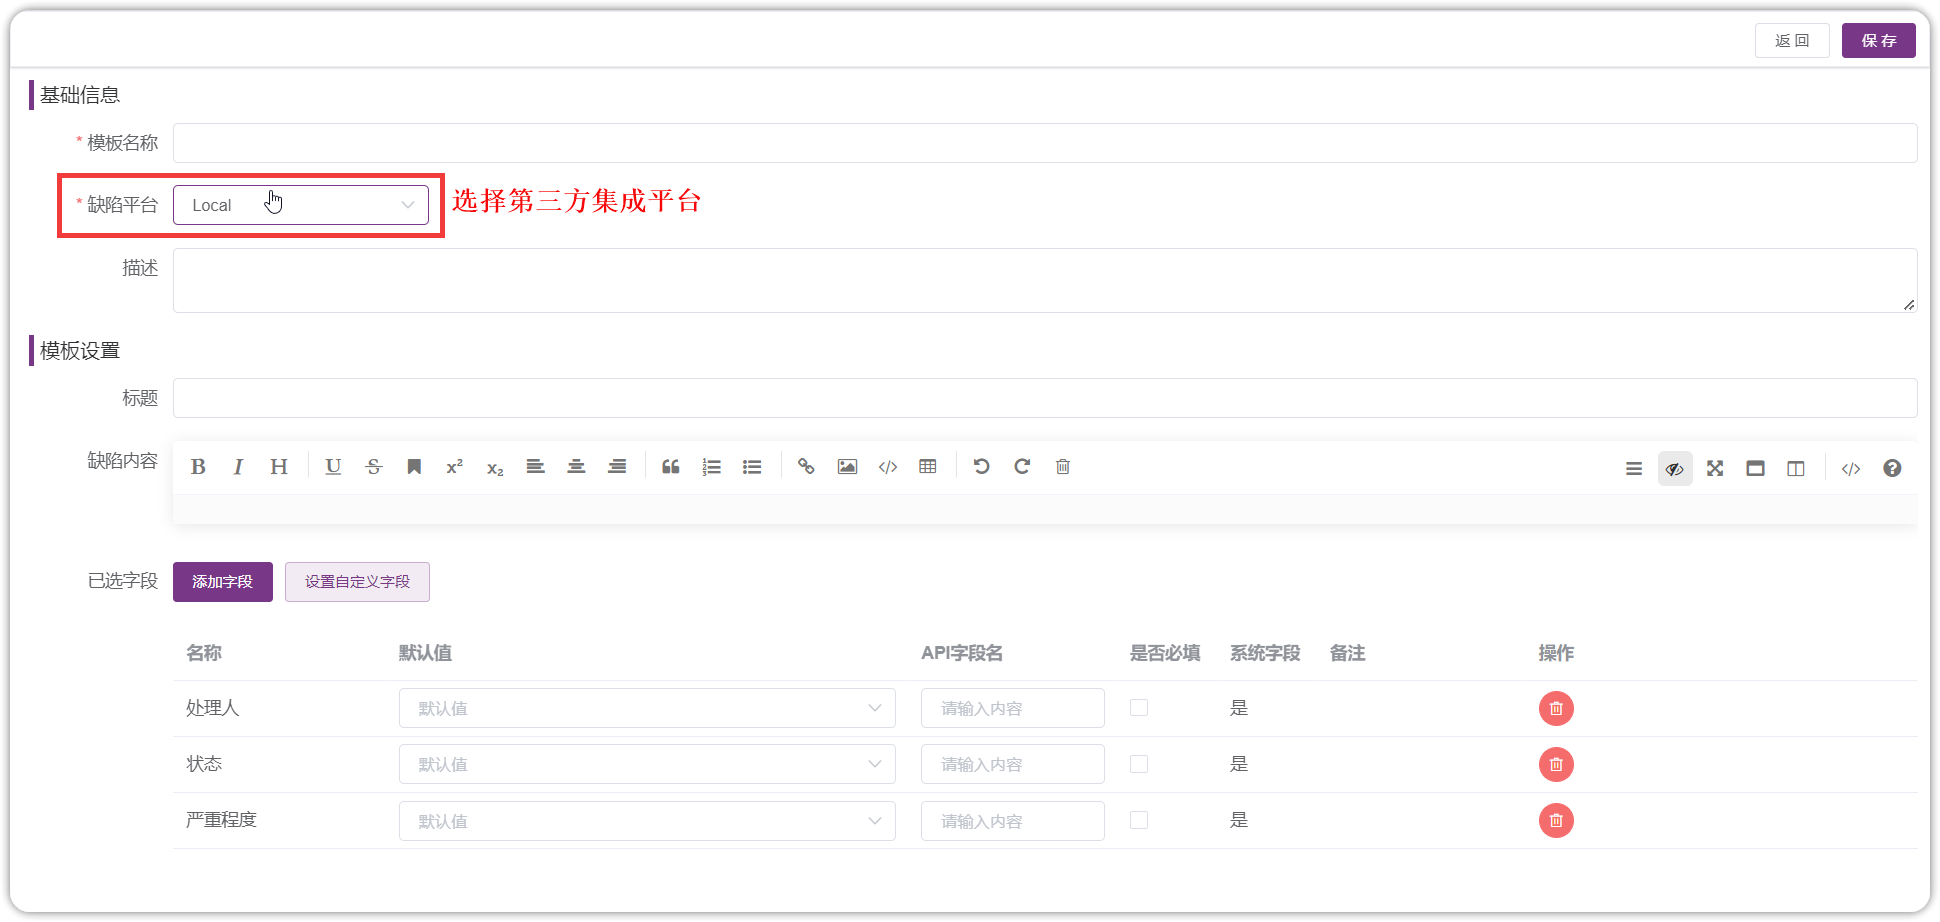 返 回 保 存
基础信息
* 模板名称
* 缺陷平台 Local 选择第三方集成平台
描述
模板设置
标题
缺陷内容
已选字段 添加字段 设置自定义字段
名称 默认值 API字段名 是否必填 系统字段 备注 操作
处理人 默认值 请输入内容 是
状态 默认值 请输入内容 是
严重程度 默认值 请输入内容 是